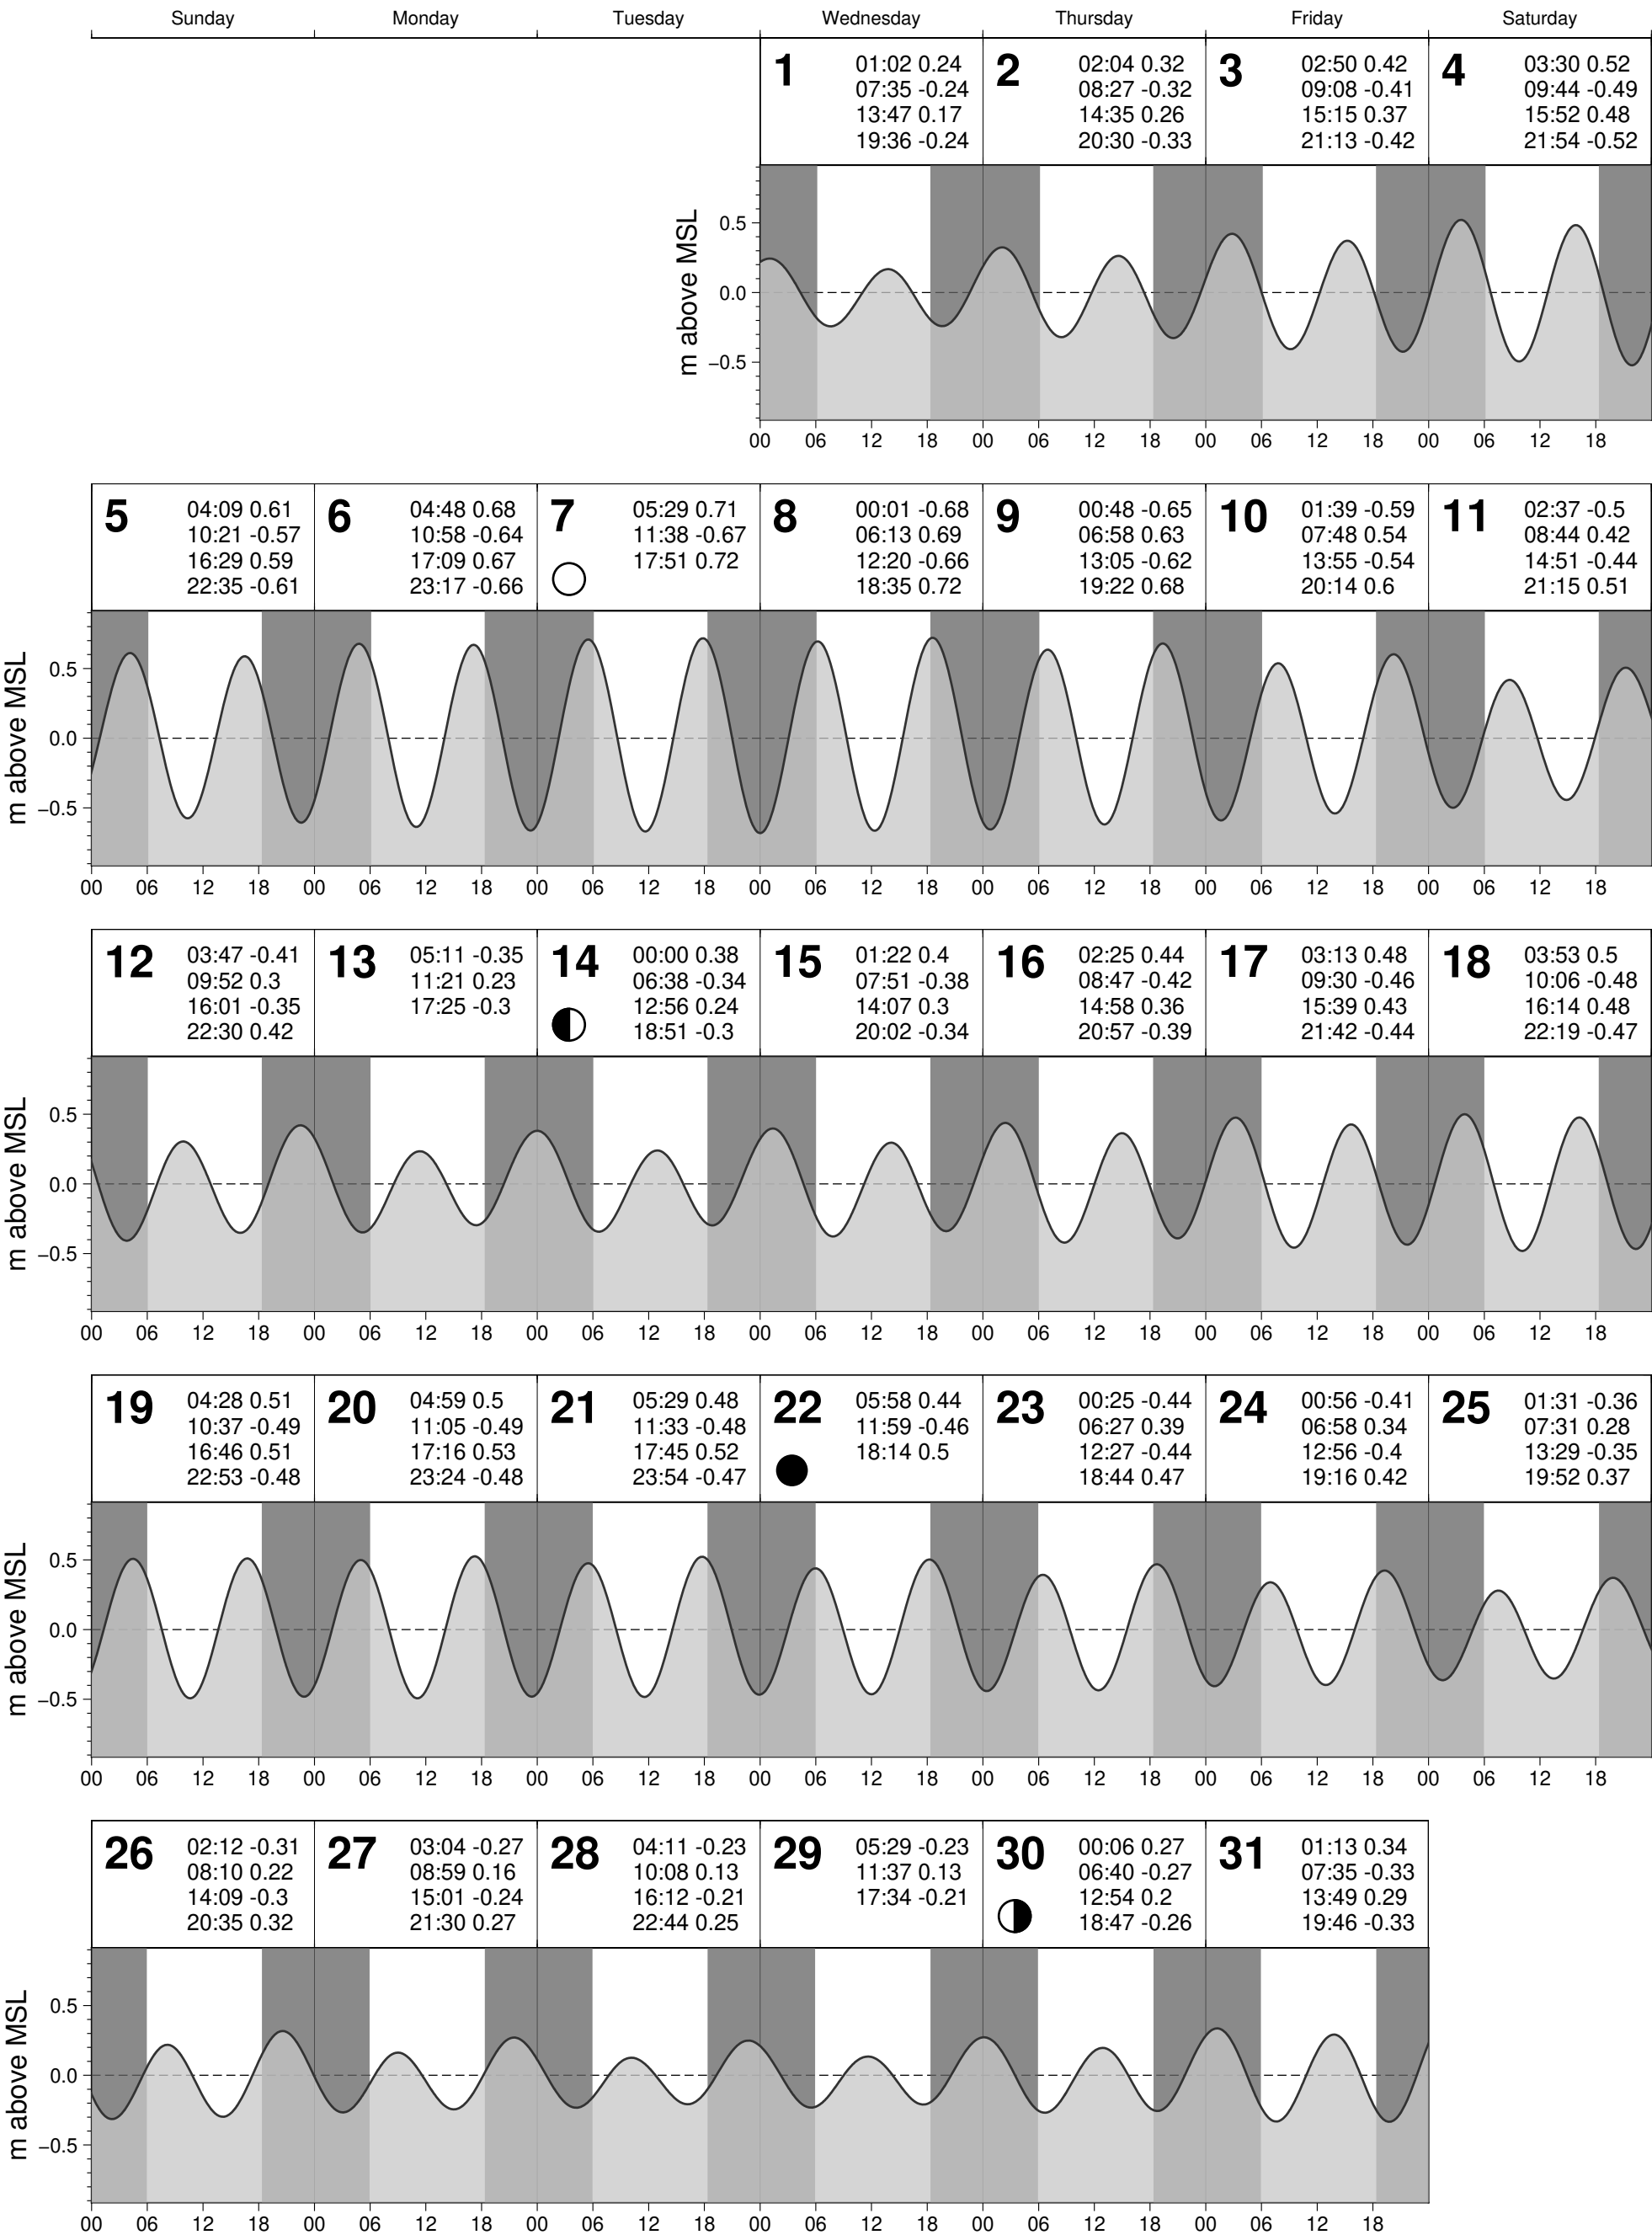 Sunday Monday Tuesday Wednesday Thursday Friday Saturday
1 01:02 0.24
07:35 -0.24
13:47 0.17
19:36 -0.24
2 02:04 0.32
08:27 -0.32
14:35 0.26
20:30 -0.33
3 02:50 0.42
09:08 -0.41
15:15 0.37
21:13 -0.42
4 03:30 0.52
09:44 -0.49
15:52 0.48
21:54 -0.52
m above MSL
0.5
0.0
−0.5
00 06 12 18 00 06 12 18 00 06 12 18 00 06 12 18
5 04:09 0.61
10:21 -0.57
16:29 0.59
22:35 -0.61
6 04:48 0.68
10:58 -0.64
17:09 0.67
23:17 -0.66
7 05:29 0.71
11:38 -0.67
17:51 0.72
8 00:01 -0.68
06:13 0.69
12:20 -0.66
18:35 0.72
9 00:48 -0.65
06:58 0.63
13:05 -0.62
19:22 0.68
10 01:39 -0.59
07:48 0.54
13:55 -0.54
20:14 0.6
11 02:37 -0.5
08:44 0.42
14:51 -0.44
21:15 0.51
m above MSL
0.5
0.0
−0.5
00 06 12 18 00 06 12 18 00 06 12 18 00 06 12 18 00 06 12 18 00 06 12 18 00 06 12 18
12 03:47 -0.41
09:52 0.3
16:01 -0.35
22:30 0.42
13 05:11 -0.35
11:21 0.23
17:25 -0.3
14 00:00 0.38
06:38 -0.34
12:56 0.24
18:51 -0.3
15 01:22 0.4
07:51 -0.38
14:07 0.3
20:02 -0.34
16 02:25 0.44
08:47 -0.42
14:58 0.36
20:57 -0.39
17 03:13 0.48
09:30 -0.46
15:39 0.43
21:42 -0.44
18 03:53 0.5
10:06 -0.48
16:14 0.48
22:19 -0.47
m above MSL
0.5
0.0
−0.5
00 06 12 18 00 06 12 18 00 06 12 18 00 06 12 18 00 06 12 18 00 06 12 18 00 06 12 18
19 04:28 0.51
10:37 -0.49
16:46 0.51
22:53 -0.48
20 04:59 0.5
11:05 -0.49
17:16 0.53
23:24 -0.48
21 05:29 0.48
11:33 -0.48
17:45 0.52
23:54 -0.47
22 05:58 0.44
11:59 -0.46
18:14 0.5
23 00:25 -0.44
06:27 0.39
12:27 -0.44
18:44 0.47
24 00:56 -0.41
06:58 0.34
12:56 -0.4
19:16 0.42
25 01:31 -0.36
07:31 0.28
13:29 -0.35
19:52 0.37
m above MSL
0.5
0.0
−0.5
00 06 12 18 00 06 12 18 00 06 12 18 00 06 12 18 00 06 12 18 00 06 12 18 00 06 12 18
26 02:12 -0.31
08:10 0.22
14:09 -0.3
20:35 0.32
27 03:04 -0.27
08:59 0.16
15:01 -0.24
21:30 0.27
28 04:11 -0.23
10:08 0.13
16:12 -0.21
22:44 0.25
29 05:29 -0.23
11:37 0.13
17:34 -0.21
30 00:06 0.27
06:40 -0.27
12:54 0.2
18:47 -0.26
31 01:13 0.34
07:35 -0.33
13:49 0.29
19:46 -0.33
m above MSL
0.5
0.0
−0.5
00 06 12 18 00 06 12 18 00 06 12 18 00 06 12 18 00 06 12 18 00 06 12 18